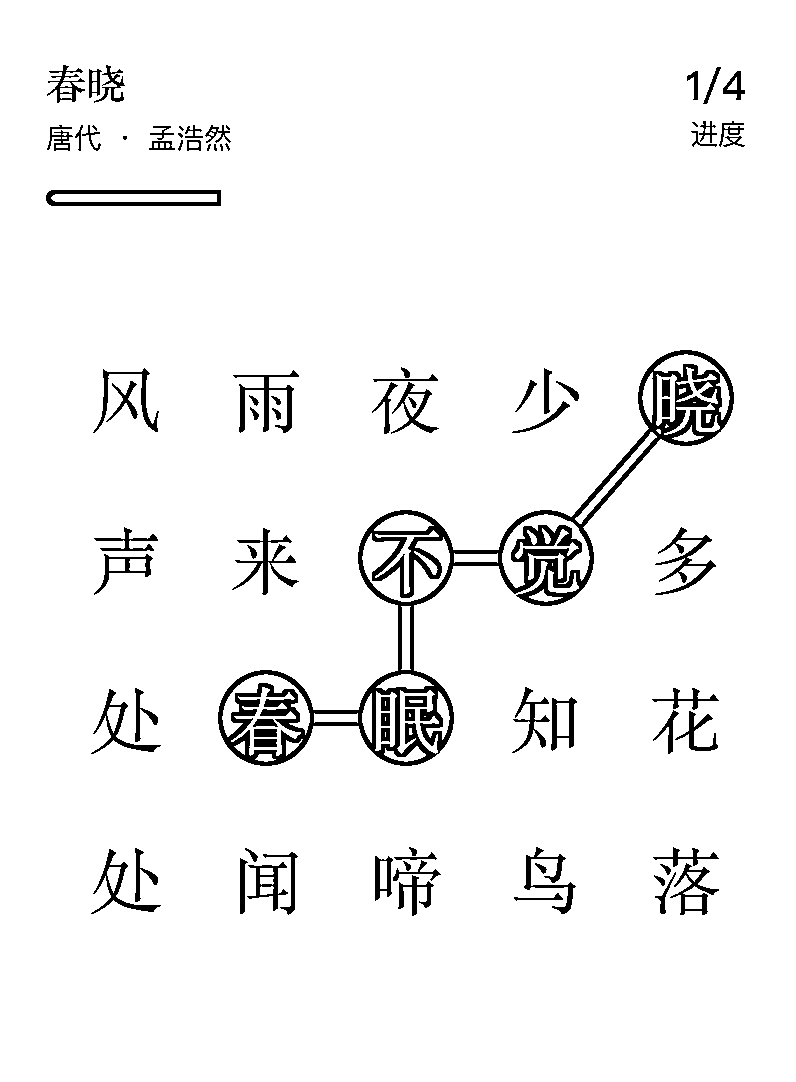 春晓
1/4
唐代 · 孟浩然
进度
风 雨 夜 少 晓
声 来 不 觉 多
处 春 眠 知 花
处 闻 啼 鸟 落